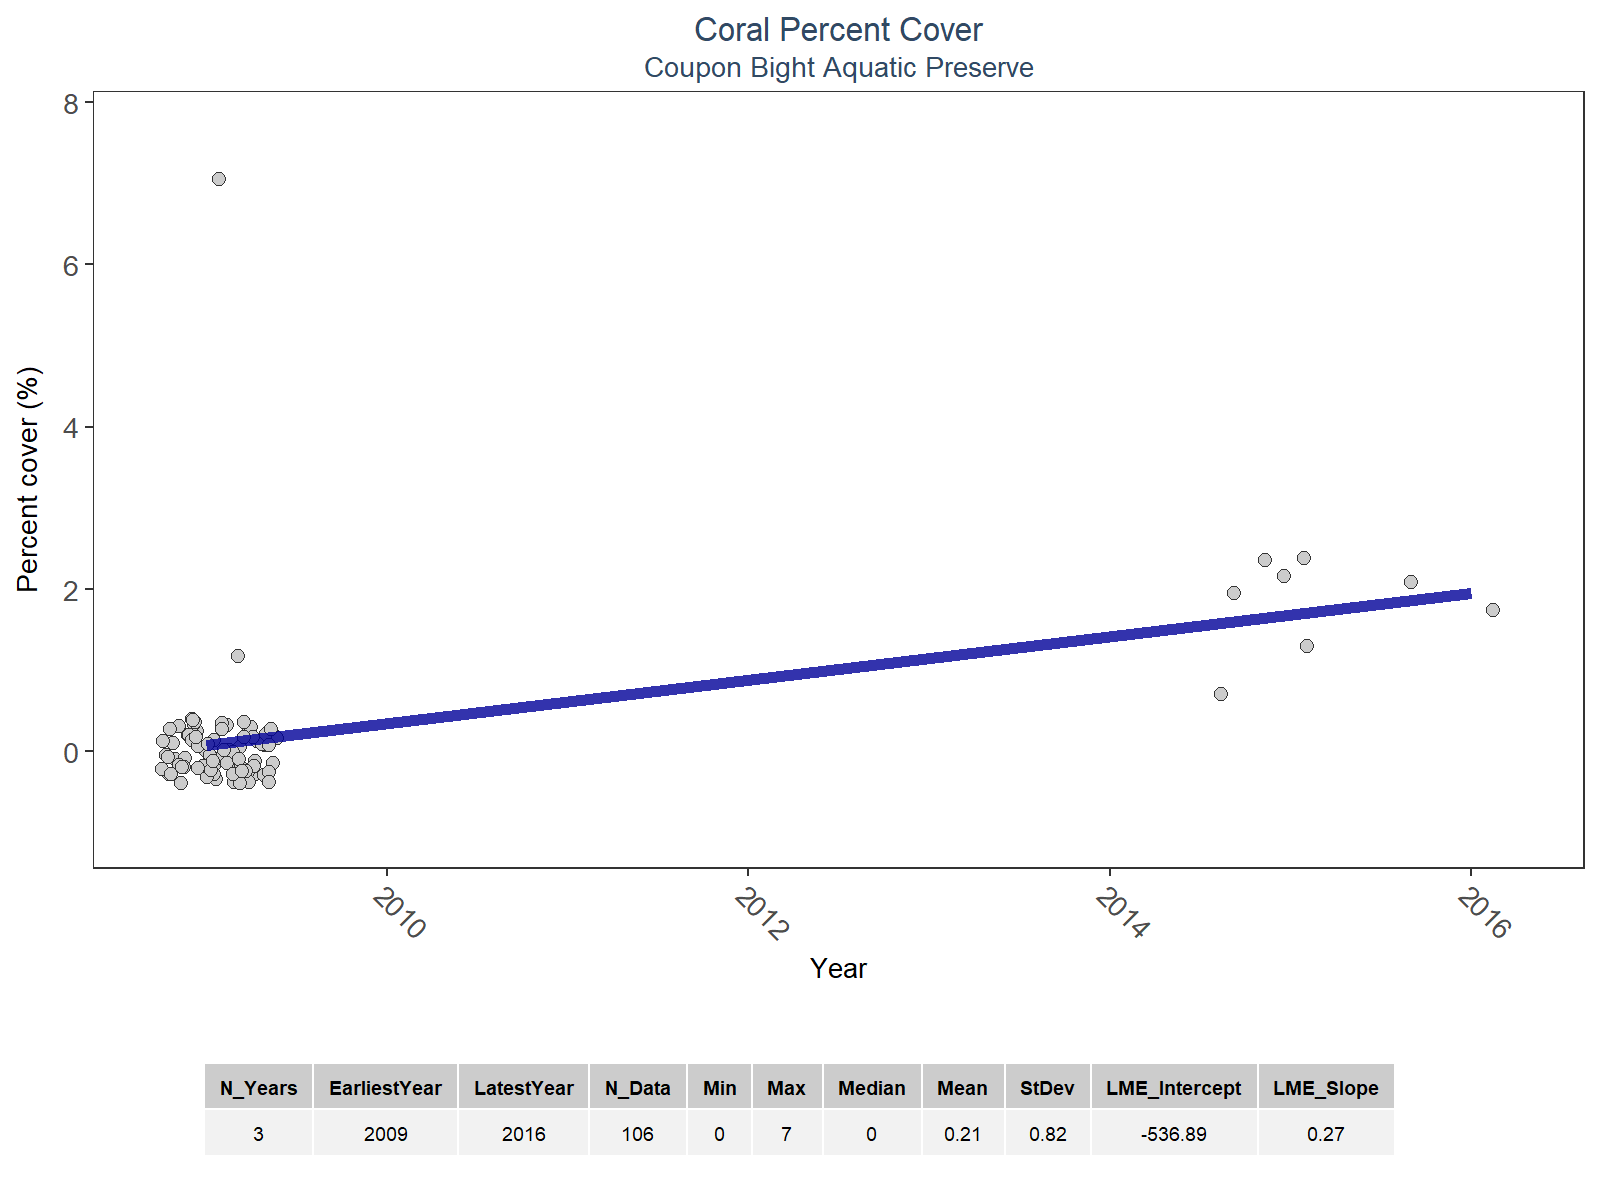 Coral Percent Cover
Coupon Bight Aquatic Preserve
8
6
4
2
0
Percent cover (%)
2010 2012 2014 2016
Year
N_Years EarliestYear LatestYear N_Data Min Max Median Mean StDev LME_Intercept LME_Slope
3 2009 2016 106 0 7 0 0.21 0.82 -536.89 0.27